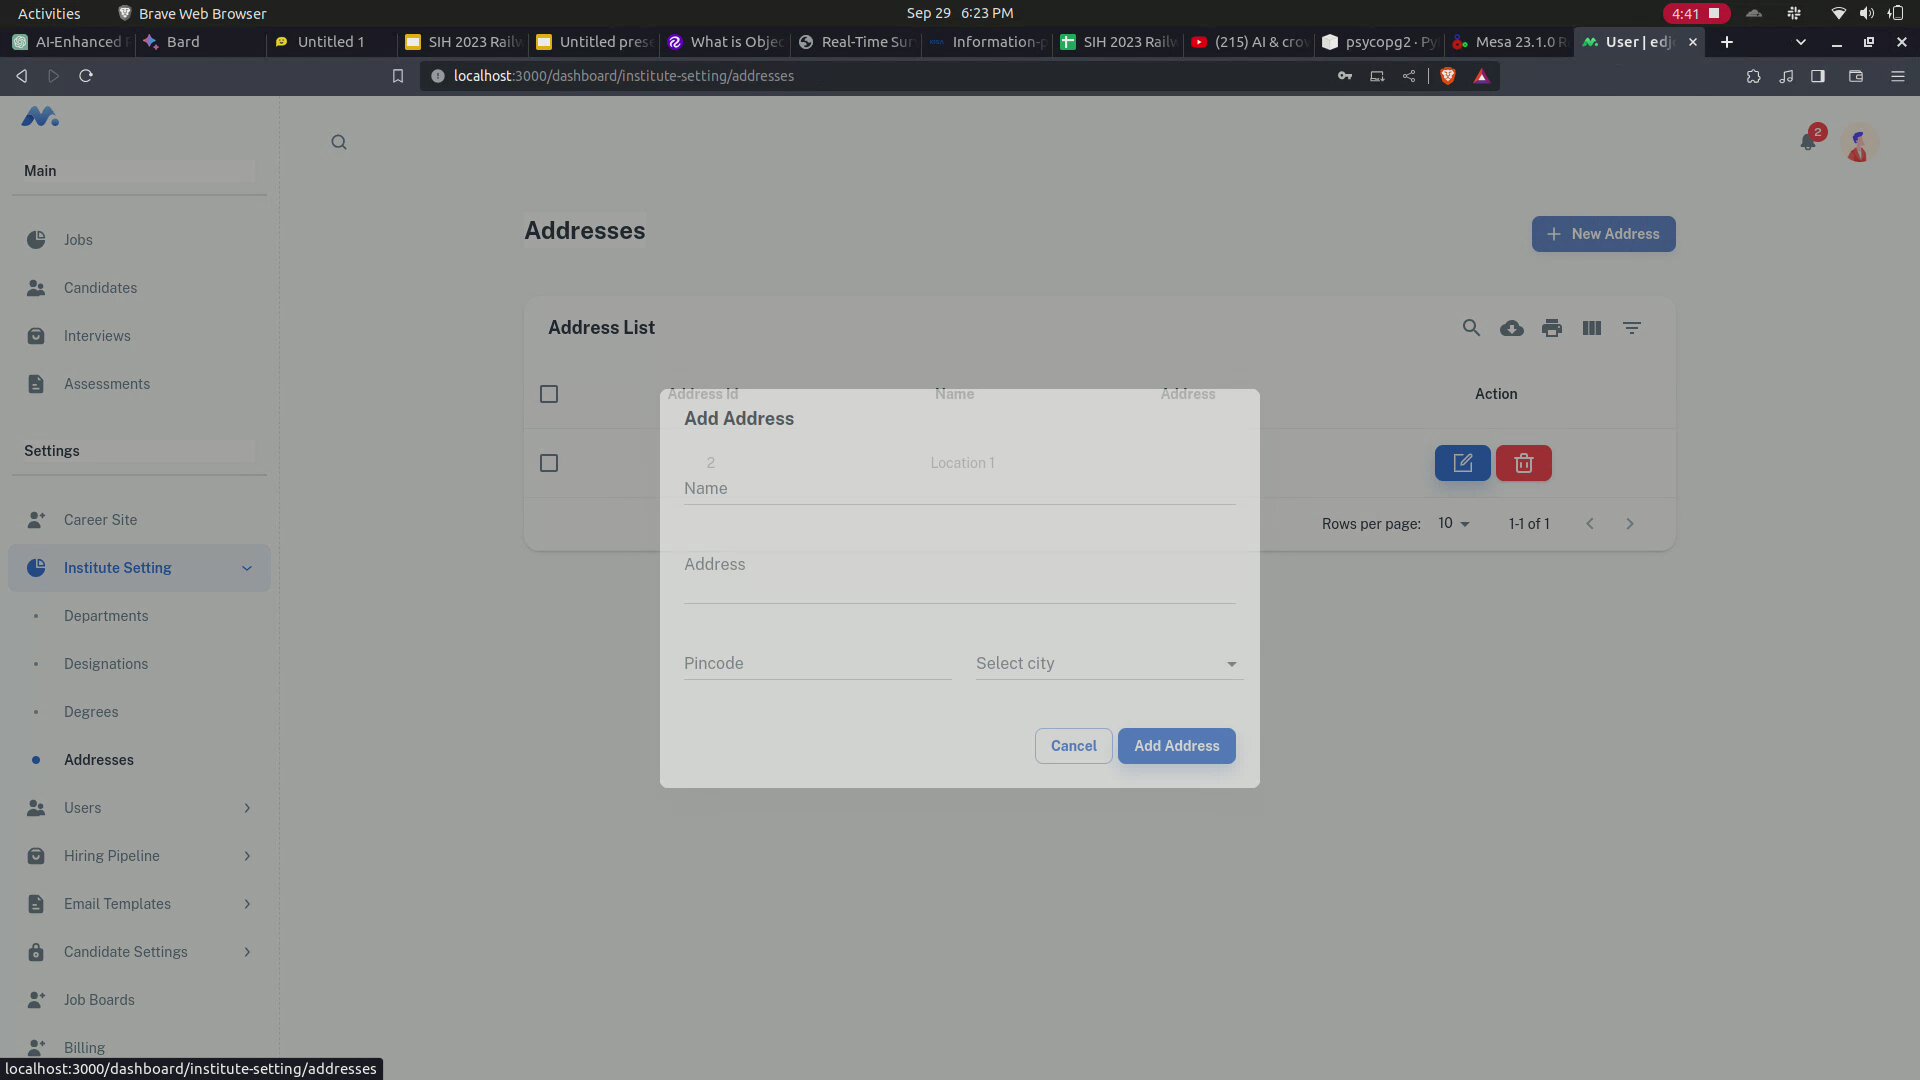 Activities
Brave Web Browser
Sep 29 6:23 PM
4:41
AI-Enhanced
Bard
Untitled 1
SIH 2023 Railw
Untitled prese
What is Objec
Real-Time Sur
Information-p
SIH 2023 Railw
(215) AI & crow
psycopg2 · Py
Mesa 23.1.0 R
User | edjo
localhost:3000/dashboard/institute-setting/addresses
2
Main
Jobs
Candidates
Interviews
Assessments
Settings
Career Site
Institute Setting
Departments
Designations
Degrees
Addresses
Users
Hiring Pipeline
Email Templates
Candidate Settings
Job Boards
Billing
Addresses
New Address
Address List
Address Id Name Address Action
2 Location 1
Rows per page: 10 1-1 of 1
Add Address
Name
Address
Pincode
Select city
Cancel
Add Address
localhost:3000/dashboard/institute-setting/addresses